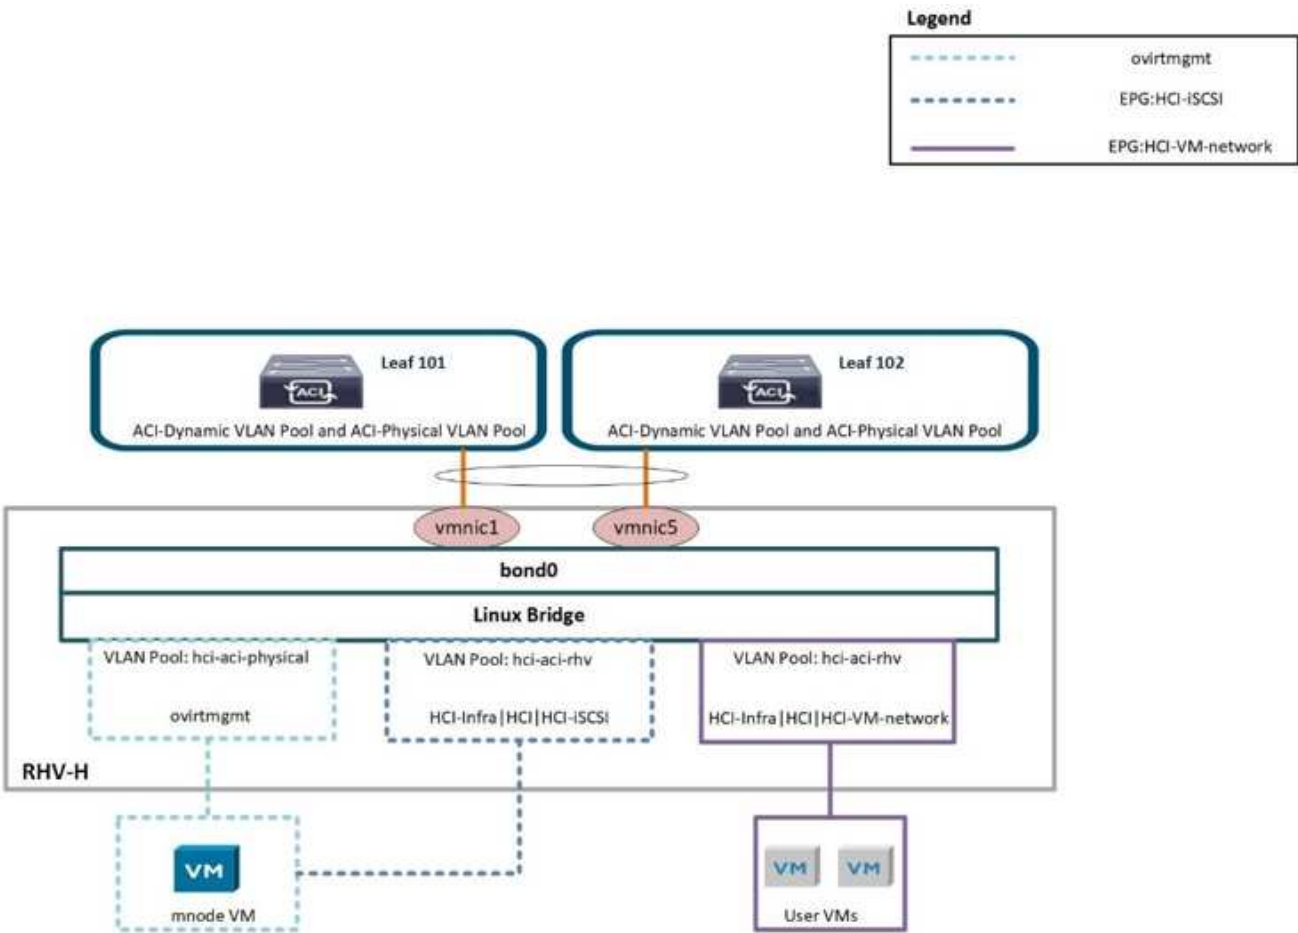 Legend
ovirtmgmt
EPG:HCI-iSCSI
EPG:HCI-VM-network
Leaf 101
ACI
ACI-Dynamic VLAN Pool and ACI-Physical VLAN Pool
Leaf 102
ACI
ACI-Dynamic VLAN Pool and ACI-Physical VLAN Pool
vmnic1
vmnic5
bond0
Linux Bridge
VLAN Pool: hci-aci-physical
ovirtmgmt
VLAN Pool: hci-aci-rhv
HCI-Infra|HCI|HCI-iSCSI
VLAN Pool: hci-aci-rhv
HCI-Infra|HCI|HCI-VM-network
RHV-H
VM
mnode VM
VM
VM
User VMs